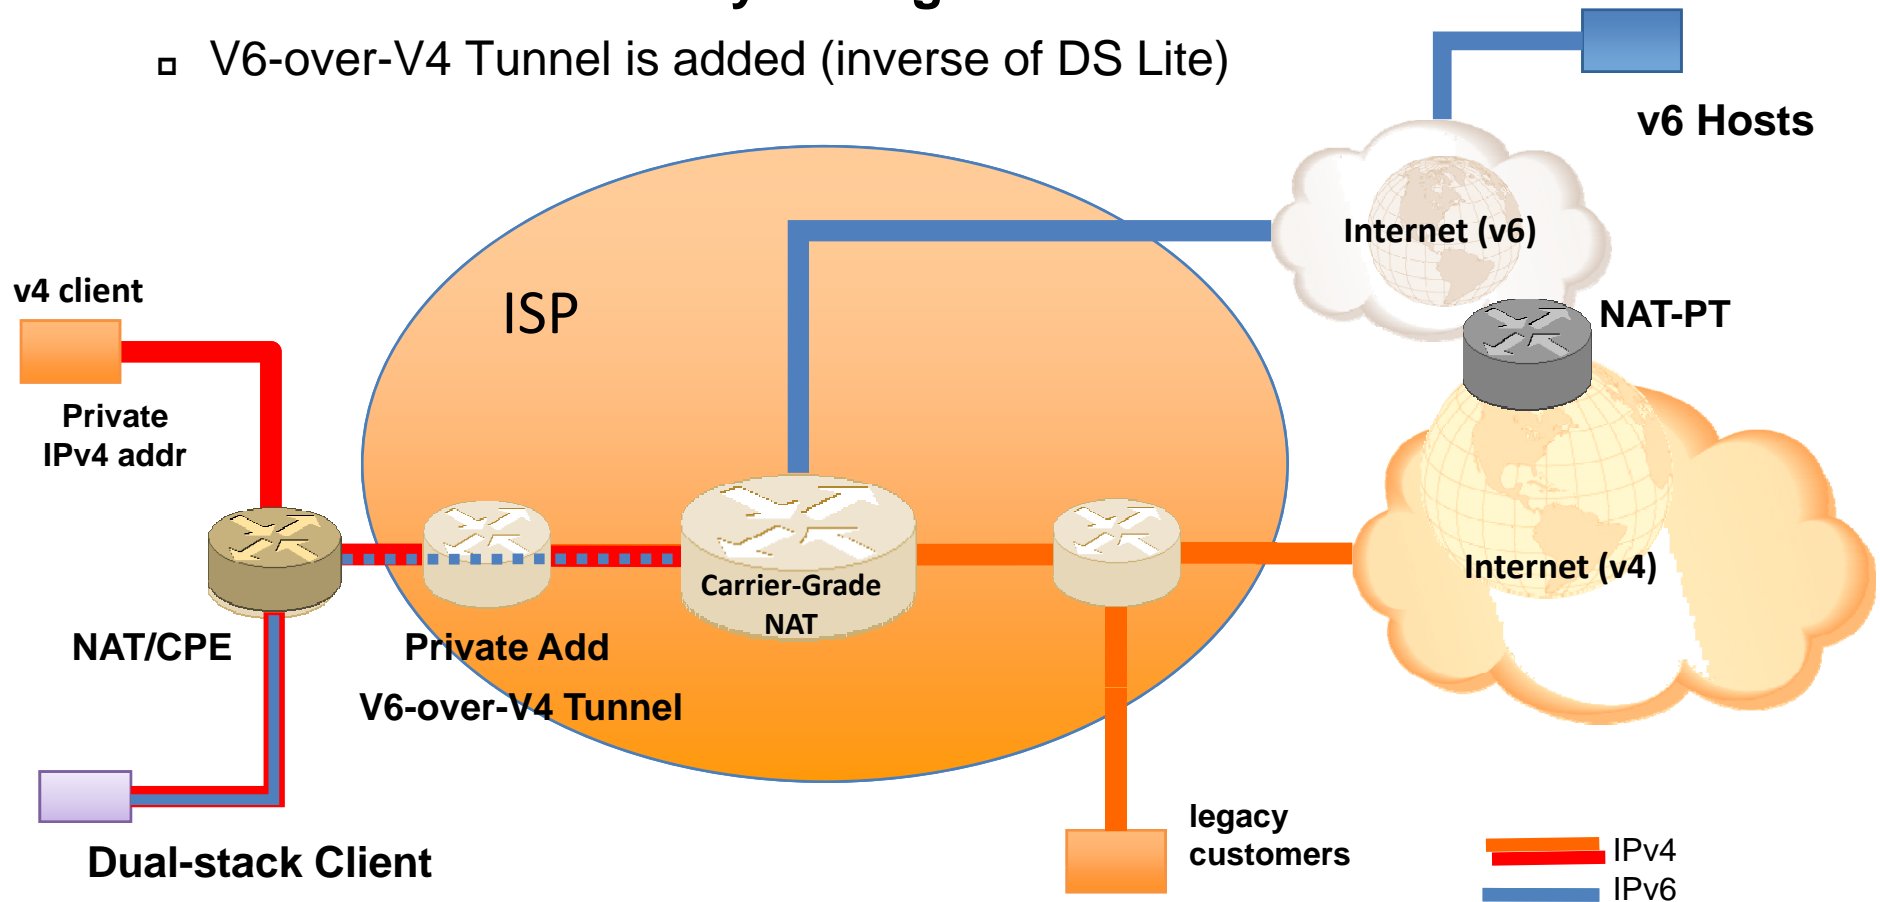 V6-over-V4 Tunnel is added (inverse of DS Lite)
v6 Hosts
Internet (v6)
v4 client
ISP
NAT-PT
Private
IPv4 addr
Internet (v4)
Carrier-Grade
NAT
NAT/CPE
Private Add
V6-over-V4 Tunnel
legacy
customers
Dual-stack Client
IPv4
IPv6